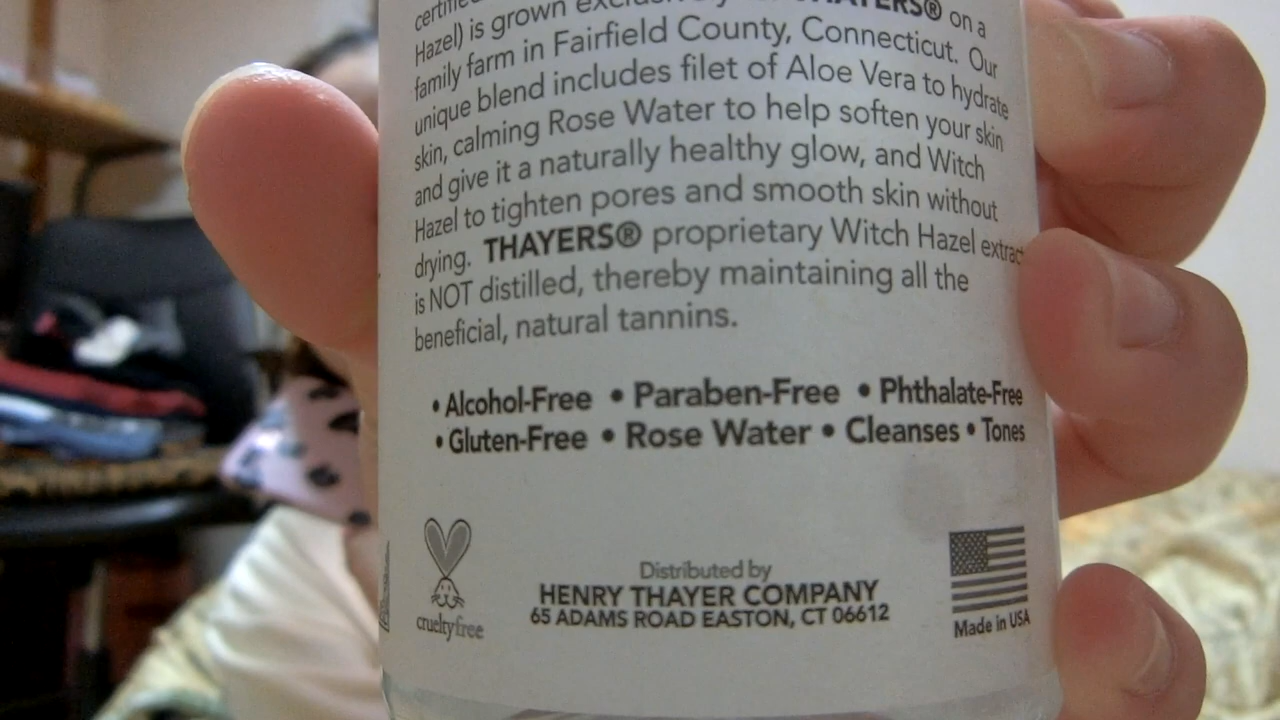 certified
Hazel) is grown exclusively THAYERS® on a
family farm in Fairfield County, Connecticut. Our
unique blend includes filet of Aloe Vera to hydrate
skin, calming Rose Water to help soften your skin
and give it a naturally healthy glow, and Witch
Hazel to tighten pores and smooth skin without
drying. THAYERS® proprietary Witch Hazel extract
is NOT distilled, thereby maintaining all the
beneficial, natural tannins.
• Alcohol-Free • Paraben-Free • Phthalate-Free
• Gluten-Free • Rose Water • Cleanses • Tones
crueltyfree
Distributed by
HENRY THAYER COMPANY
65 ADAMS ROAD EASTON, CT 06612
Made in USA